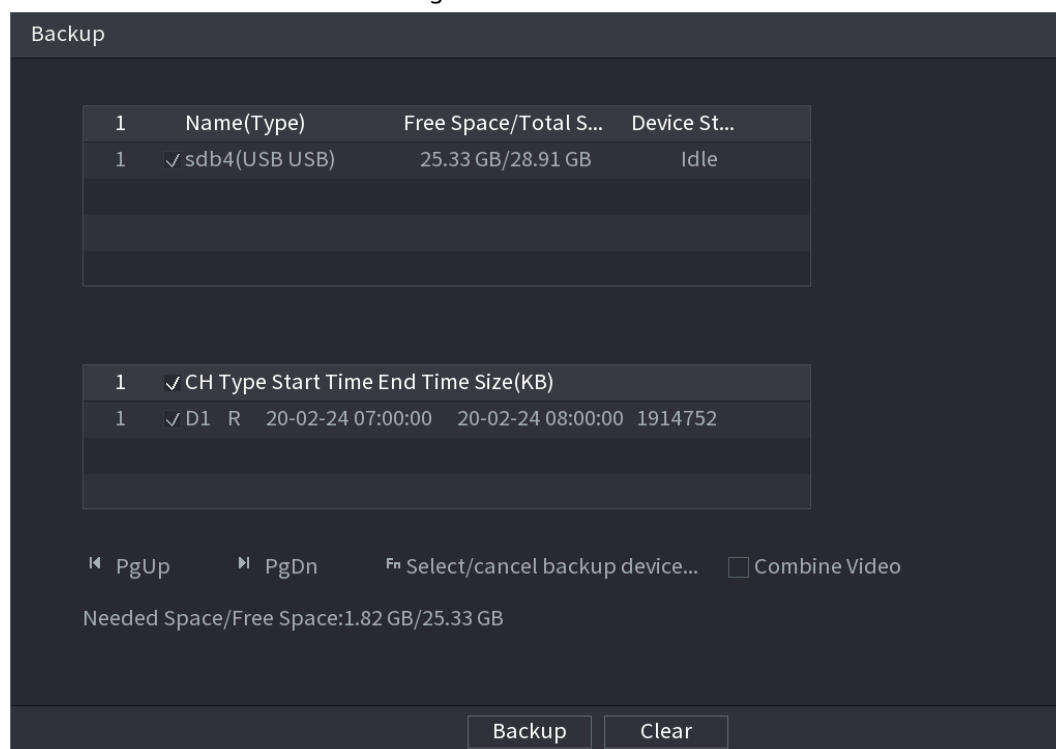 Backup
1 Name(Type) Free Space/Total S... Device St...
1 sdb4(USB USB) 25.33 GB/28.91 GB Idle
1 CH Type Start Time End Time Size(KB)
1 D1 R 20-02-24 07:00:00 20-02-24 08:00:00 1914752
PgUp PgDn Fn Select/cancel backup device... Combine Video
Needed Space/Free Space:1.82 GB/25.33 GB
Backup Clear